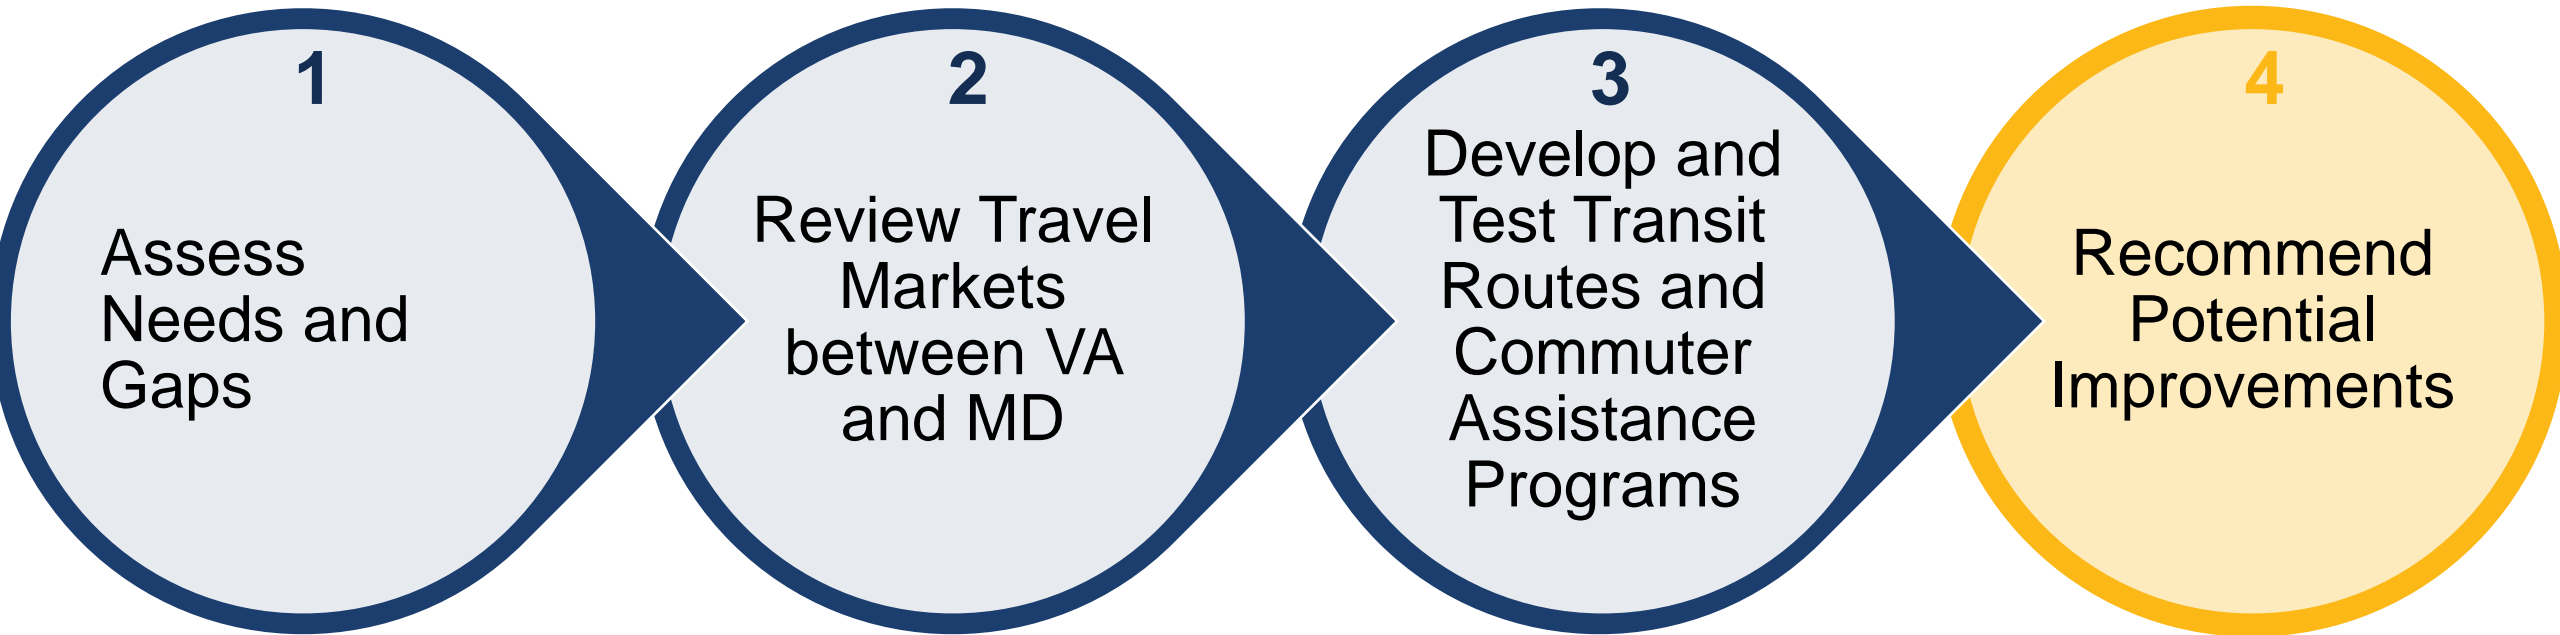 1
Assess
Needs and
Gaps
2
Review Travel
Markets
between VA
and MD
3
Develop and
Test Transit
Routes and
Commuter
Assistance
Programs
4
Recommend
Potential
Improvements